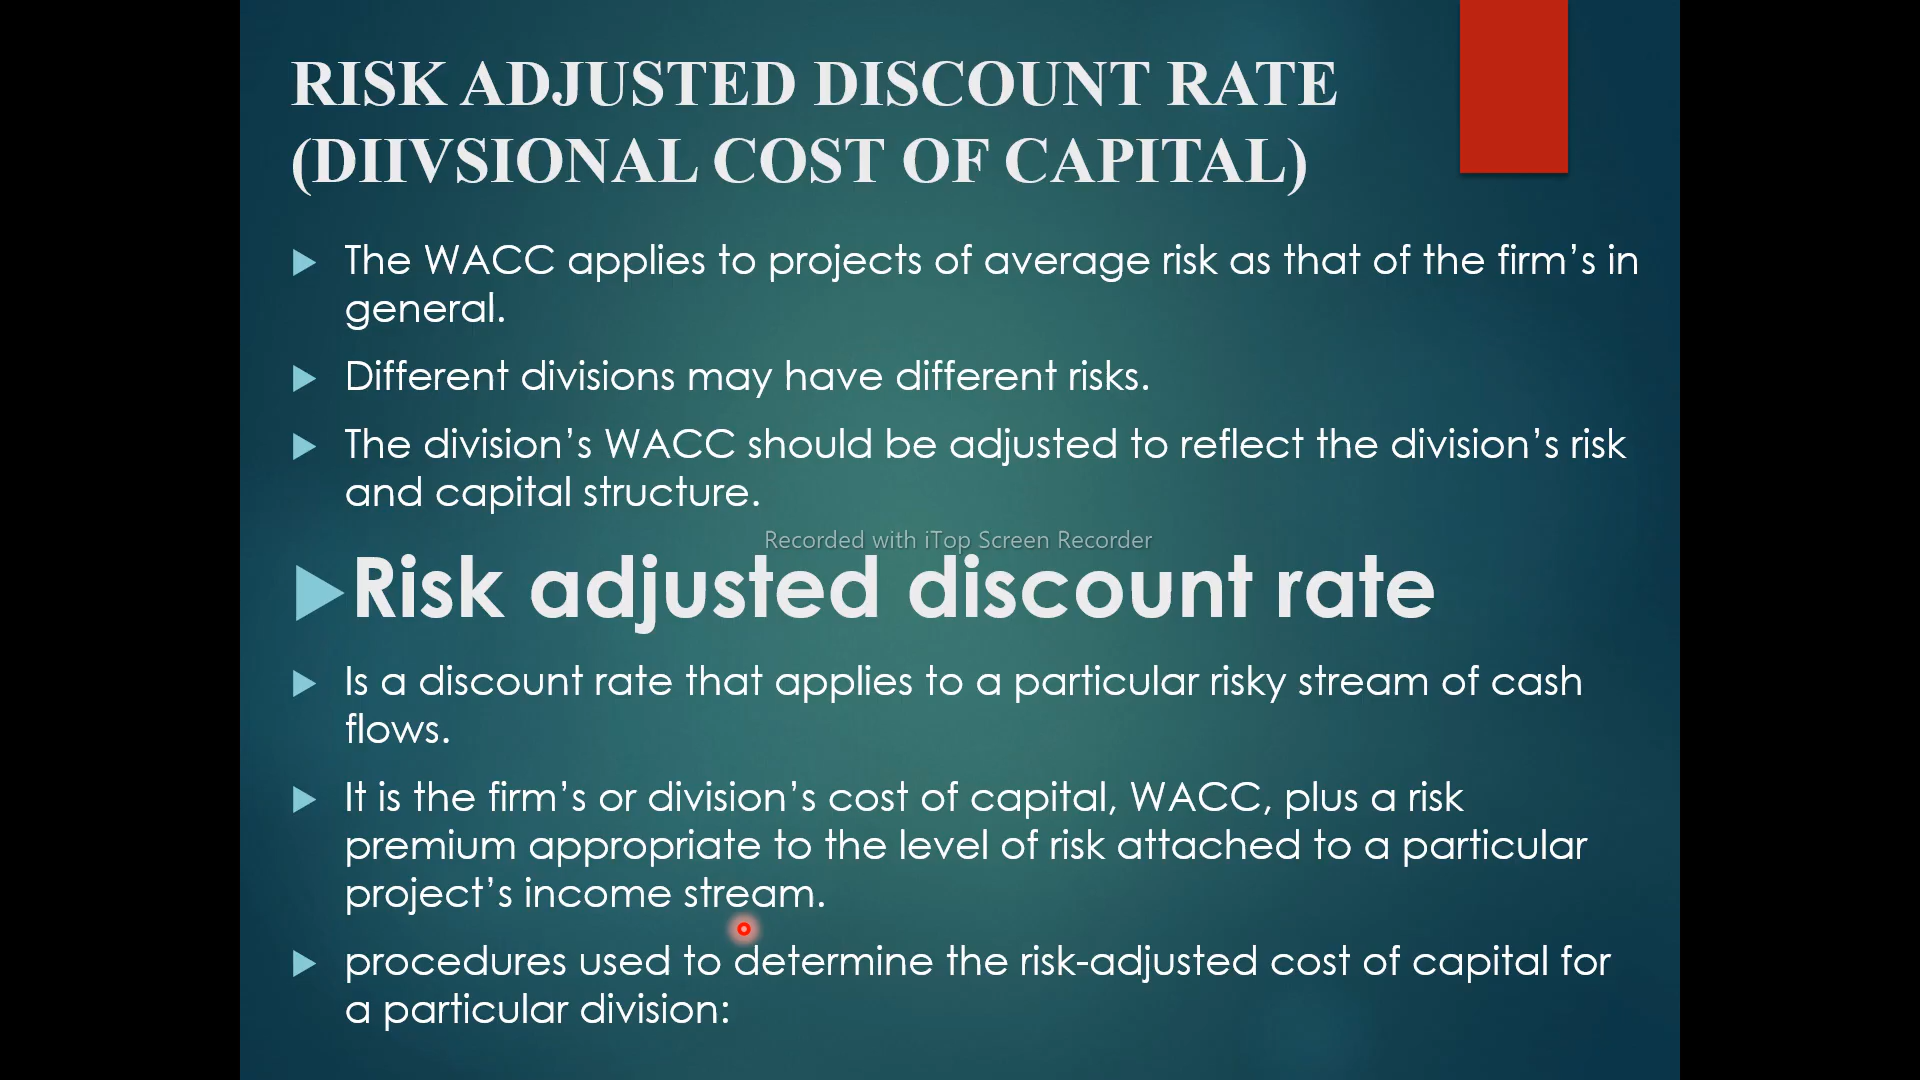 RISK ADJUSTED DISCOUNT RATE
(DIIVSIONAL COST OF CAPITAL)
The WACC applies to projects of average risk as that of the firm’s in
general.
Different divisions may have different risks.
The division’s WACC should be adjusted to reflect the division’s risk
and capital structure.
Recorded with iTop Screen Recorder
Risk adjusted discount rate
Is a discount rate that applies to a particular risky stream of cash
flows.
It is the firm’s or division’s cost of capital, WACC, plus a risk
premium appropriate to the level of risk attached to a particular
project’s income stream.
procedures used to determine the risk-adjusted cost of capital for
a particular division: